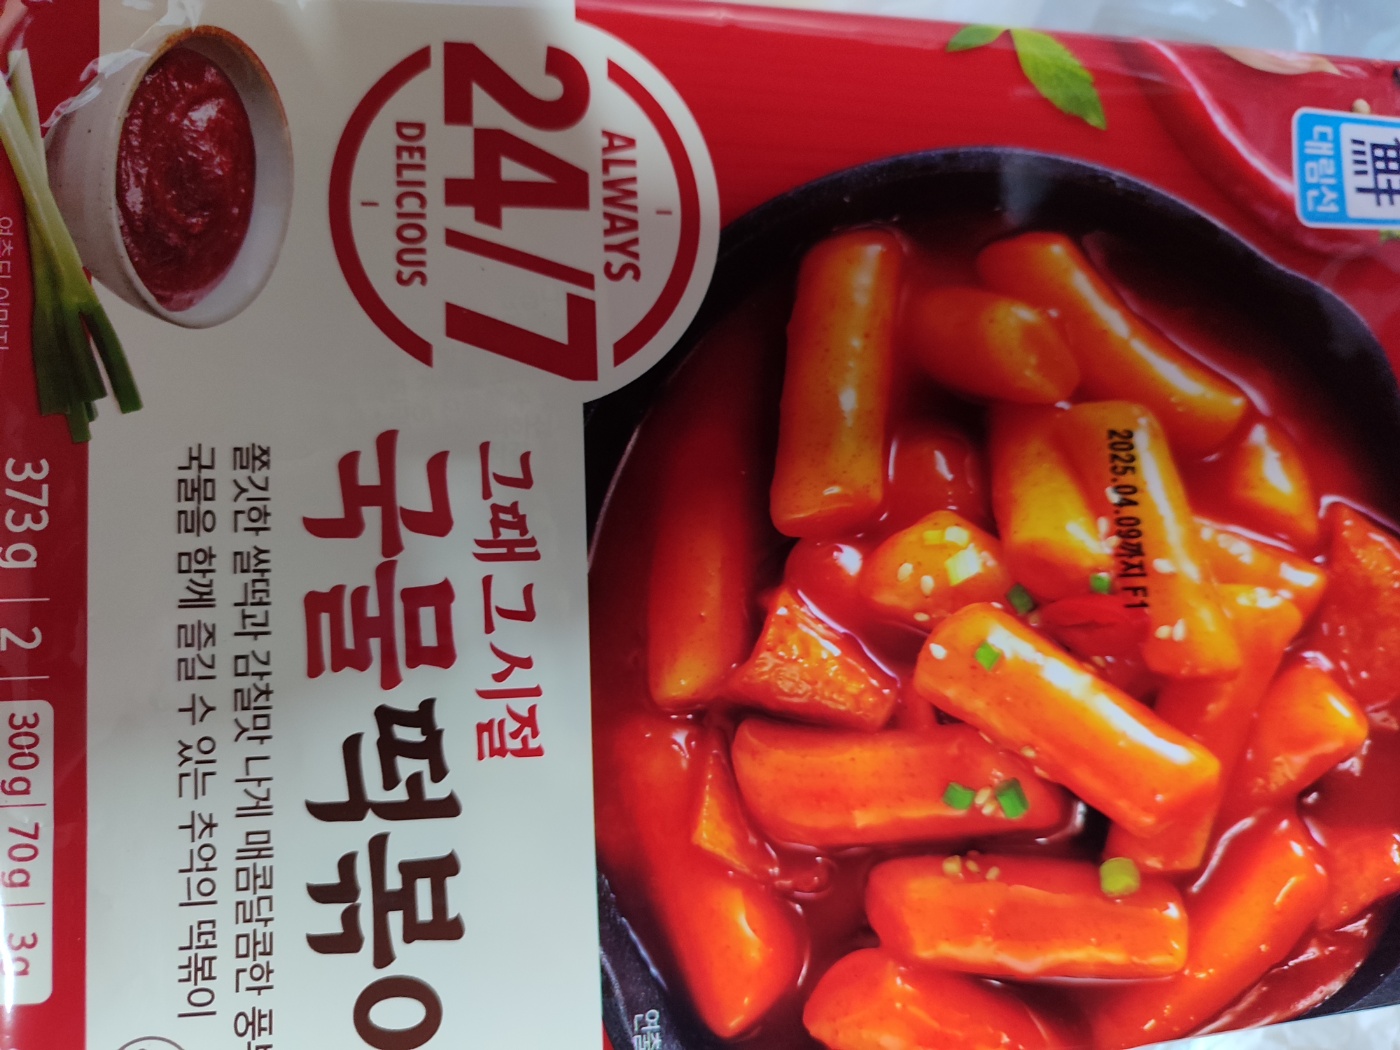 鮮
대림선
ALWAYS
24/7
DELICIOUS
2025.04.09까지 F1
그때그시절
국물떡볶이
쫄깃한 쌀떡과 감칠맛 나게 매콤달콤한
국물을 함께 즐길 수 있는 추억의 떡볶이
373g | 2 | 300g | 70g | 3g